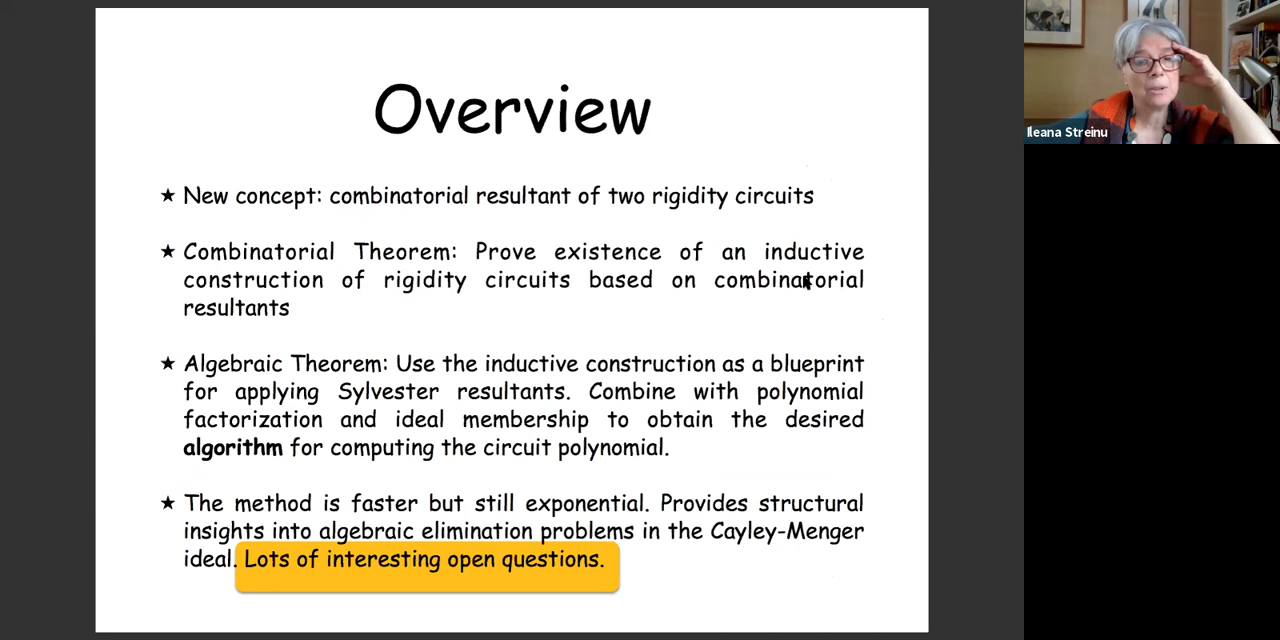 Overview
★ New concept: combinatorial resultant of two rigidity circuits
★ Combinatorial Theorem: Prove existence of an inductive
construction of rigidity circuits based on combinatorial
resultants
★ Algebraic Theorem: Use the inductive construction as a blueprint
for applying Sylvester resultants. Combine with polynomial
factorization and ideal membership to obtain the desired
algorithm for computing the circuit polynomial.
★ The method is faster but still exponential. Provides structural
insights into algebraic elimination problems in the Cayley-Menger
ideal. Lots of interesting open questions.
Ileana Streinu